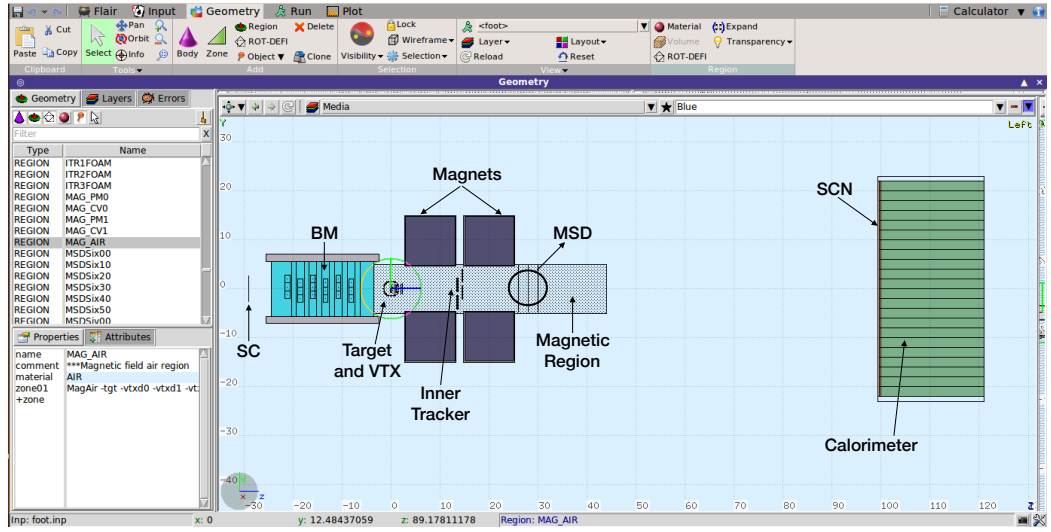 Flair Input Geometry Run Plot Calculator
Cut Pan Region Delete Lock <foot> Material Expand
Orbit ROT-DEFI Wireframe Layer Layout Volume Transparency
Paste Copy Select Info Body Zone Object Clone Visibility Selection Reload Reset ROT-DEFI
Clipboard Tools Add Selection View Region
Geometry
Geometry Layers Errors
Media Blue
Filter X
Y Left
Type Name
REGION ITR1FOAM
REGION ITR2FOAM
REGION ITR3FOAM
REGION MAG_PM0
REGION MAG_CV0
REGION MAG_PM1
REGION MAG_CV1
REGION MAG_AIR
REGION MSDSix00
REGION MSDSix10
REGION MSDSix20
REGION MSDSix30
REGION MSDSix40
REGION MSDSix50
REGION MSDSiv00
Properties Attributes
name MAG_AIR
comment ***Magnetic field air region
material AIR
zone01 MagAir -tgt -vtxd0 -vtxd1 -vt
+zone
30
20
10
0
-10
-20
-30
-40
Magnets
BM
MSD
SCN
SC
Target
and VTX
Inner
Tracker
Magnetic
Region
Calorimeter
x z
-30 -20 -10 0 10 20 30 40 50 60 70 80 90 100 110 120 Z
Inp: foot.inp x: 0 y: 12.48437059 z: 89.17811178 Region: MAG_AIR